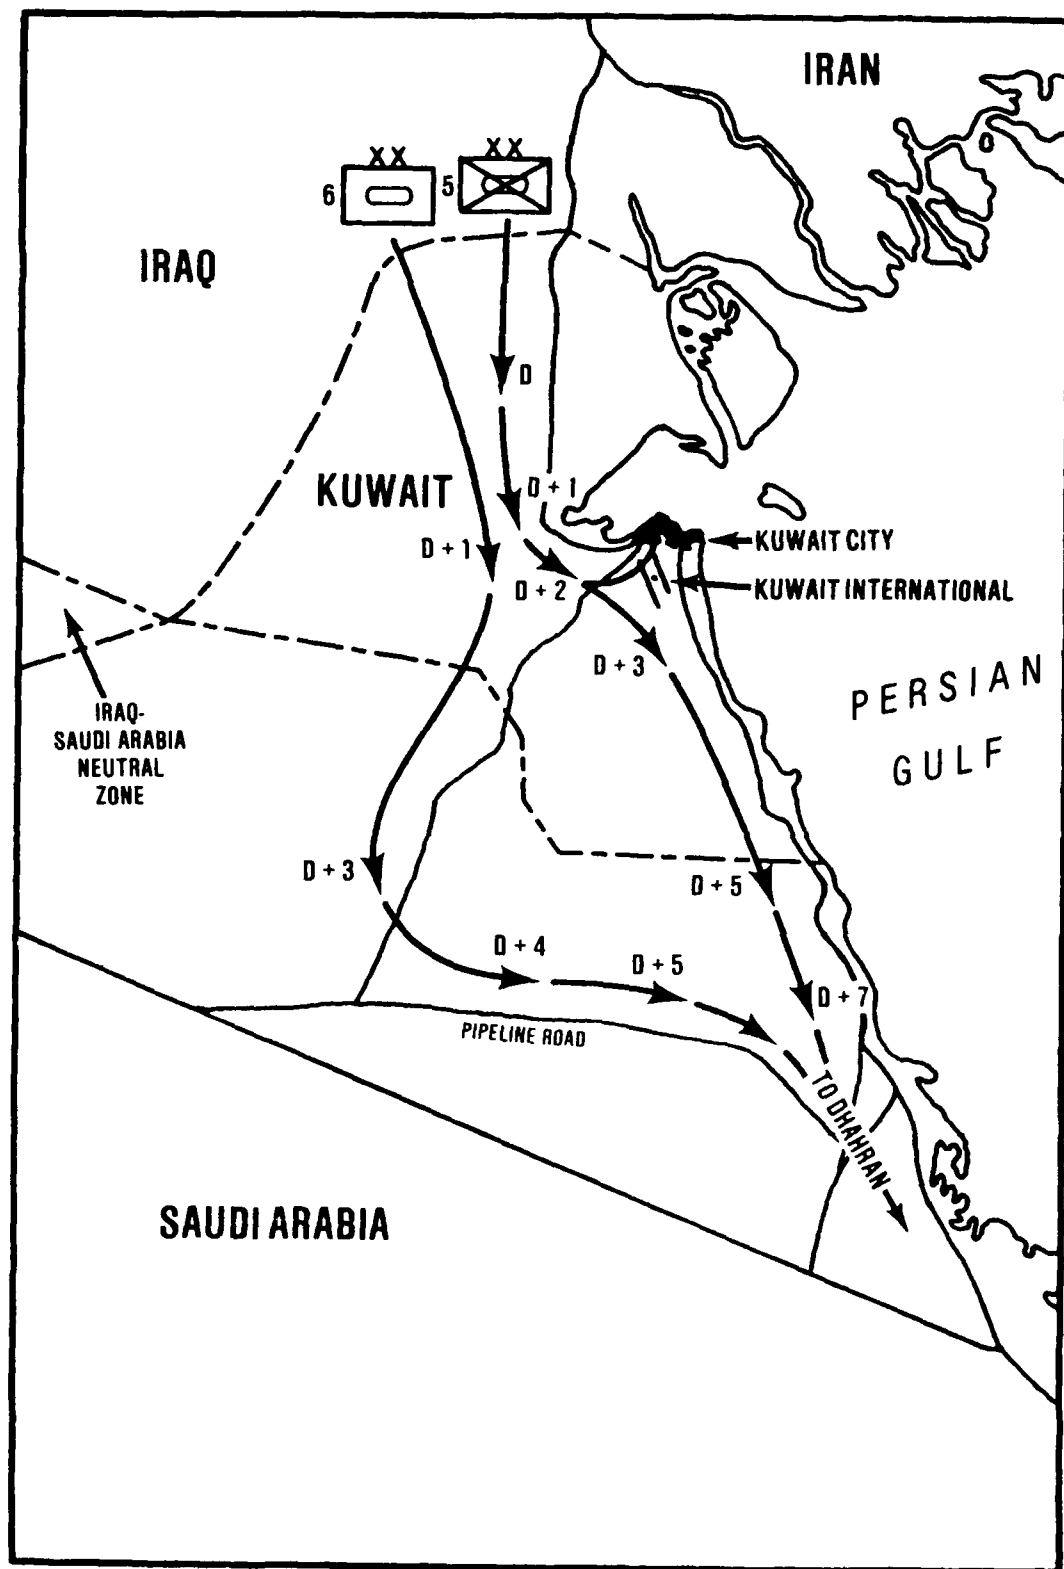 IRAN
XX
XX
6
5
IRAQ
D
KUWAIT
D + 1
D + 1
D + 2
KUWAIT CITY
KUWAIT INTERNATIONAL
D + 3
IRAQ-
SAUDI ARABIA
NEUTRAL
ZONE
PERSIAN
GULF
D + 3
D + 5
D + 4
D + 5
D + 7
PIPELINE ROAD
TO DHAHRAN
SAUDI ARABIA